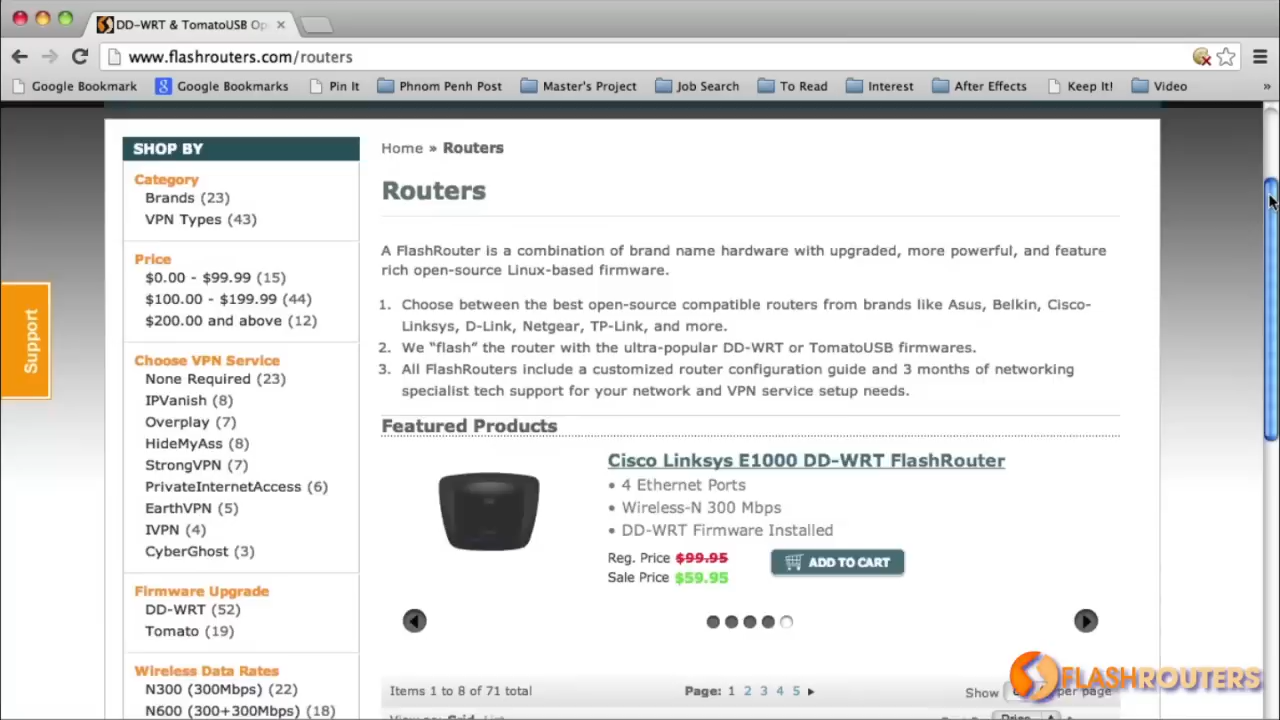 DD-WRT & TomatoUSB Op
www.flashrouters.com/routers
Google Bookmark
Google Bookmarks
Pin It
Phnom Penh Post
Master's Project
Job Search
To Read
Interest
After Effects
Keep It!
Video
»
Support
SHOP BY
Category
Brands (23)
VPN Types (43)
Price
$0.00 - $99.99 (15)
$100.00 - $199.99 (44)
$200.00 and above (12)
Choose VPN Service
None Required (23)
IPVanish (8)
Overplay (7)
HideMyAss (8)
StrongVPN (7)
PrivateInternetAccess (6)
EarthVPN (5)
IVPN (4)
CyberGhost (3)
Firmware Upgrade
DD-WRT (52)
Tomato (19)
Wireless Data Rates
N300 (300Mbps) (22)
N600 (300+300Mbps) (18)
Home » Routers
Routers
A FlashRouter is a combination of brand name hardware with upgraded, more powerful, and feature
rich open-source Linux-based firmware.
1. Choose between the best open-source compatible routers from brands like Asus, Belkin, Cisco-
Linksys, D-Link, Netgear, TP-Link, and more.
2. We “flash” the router with the ultra-popular DD-WRT or TomatoUSB firmwares.
3. All FlashRouters include a customized router configuration guide and 3 months of networking
specialist tech support for your network and VPN service setup needs.
Featured Products
Cisco Linksys E1000 DD-WRT FlashRouter
• 4 Ethernet Ports
• Wireless-N 300 Mbps
• DD-WRT Firmware Installed
Reg. Price $99.95
Sale Price $59.95
ADD TO CART
Items 1 to 8 of 71 total
Page: 1 2 3 4 5
Show per page
FLASHROUTERS